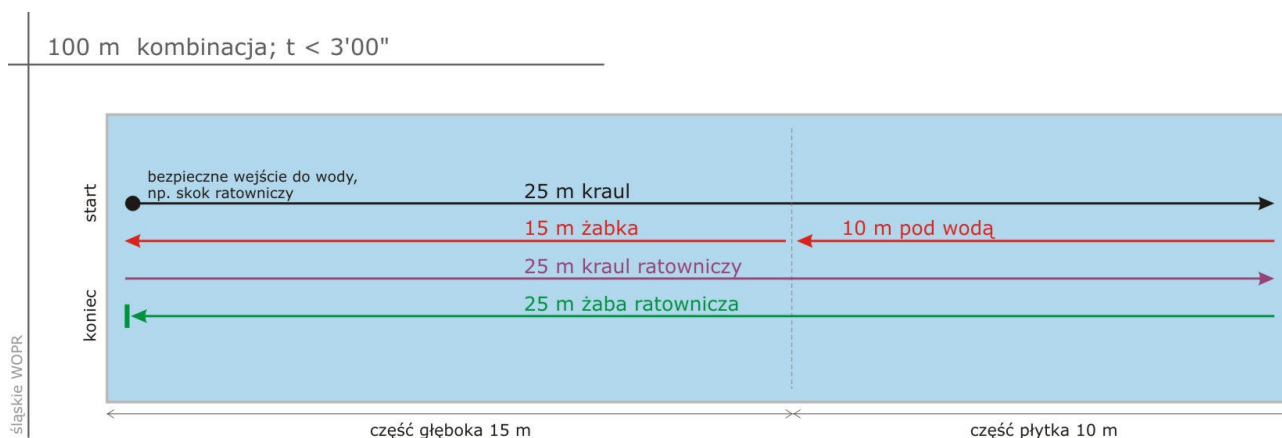 100 m kombinacja; t < 3'00"
bezpieczne wejście do wody,
np. skok ratowniczy
start
25 m kraul
15 m żabka
10 m pod wodą
25 m kraul ratowniczy
koniec
25 m żaba ratownicza
śląskie WOPR
część głęboka 15 m
część płytka 10 m